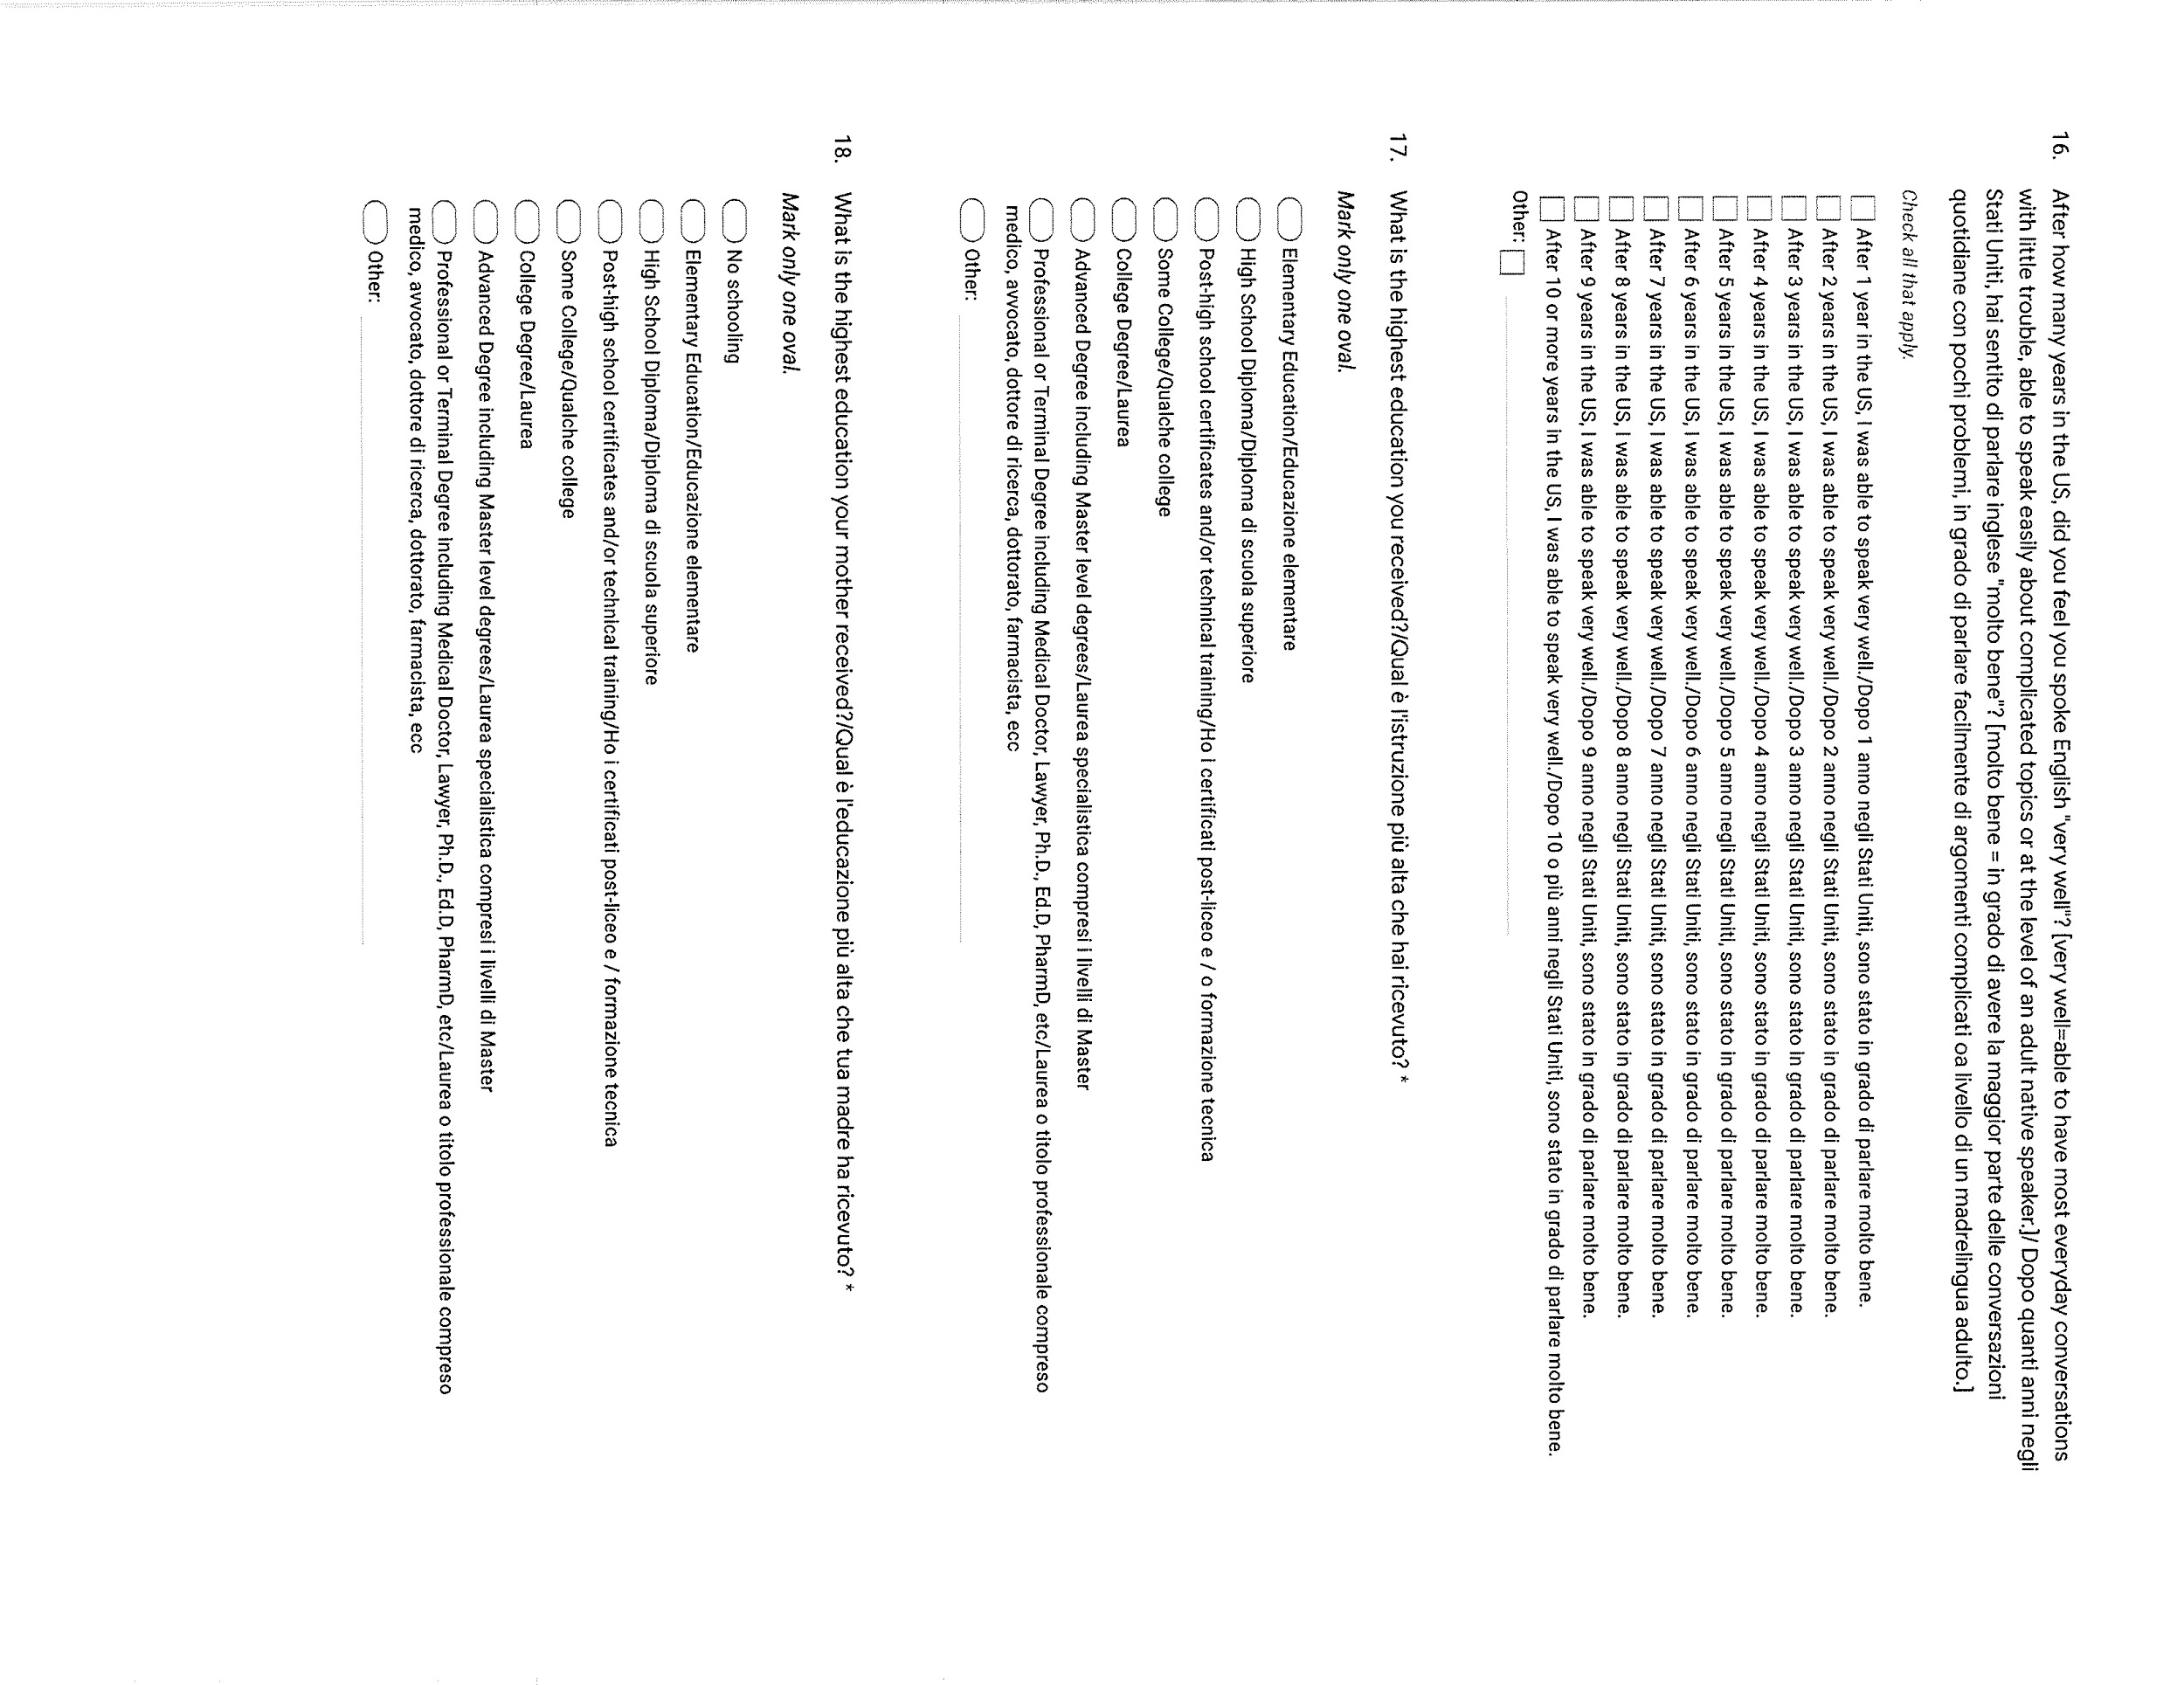 16. After how many years in the US, did you feel you spoke English "very well"? [very well=able to have most everyday conversations
with little trouble, able to speak easily about complicated topics or at the level of an adult native speaker.]/ Dopo quanti anni negli
Stati Uniti, hai sentito di parlare inglese "molto bene"? [molto bene = in grado di avere la maggior parte delle conversazioni
quotidiane con pochi problemi, in grado di parlare facilmente di argomenti complicati oa livello di un madrelingua adulto.]
Check all that apply.
After 1 year in the US, I was able to speak very well./Dopo 1 anno negli Stati Uniti, sono stato in grado di parlare molto bene.
After 2 years in the US, I was able to speak very well./Dopo 2 anno negli Stati Uniti, sono stato in grado di parlare molto bene.
After 3 years in the US, I was able to speak very well./Dopo 3 anno negli Stati Uniti, sono stato in grado di parlare molto bene.
After 4 years in the US, I was able to speak very well./Dopo 4 anno negli Stati Uniti, sono stato in grado di parlare molto bene.
After 5 years in the US, I was able to speak very well./Dopo 5 anno negli Stati Uniti, sono stato in grado di parlare molto bene.
After 6 years in the US, I was able to speak very well./Dopo 6 anno negli Stati Uniti, sono stato in grado di parlare molto bene.
After 7 years in the US, I was able to speak very well./Dopo 7 anno negli Stati Uniti, sono stato in grado di parlare molto bene.
After 8 years in the US, I was able to speak very well./Dopo 8 anno negli Stati Uniti, sono stato in grado di parlare molto bene.
After 9 years in the US, I was able to speak very well./Dopo 9 anno negli Stati Uniti, sono stato in grado di parlare molto bene.
After 10 or more years in the US, I was able to speak very well./Dopo 10 o più anni negli Stati Uniti, sono stato in grado di parlare molto bene.
Other:
17. What is the highest education you received?/Qual è l'istruzione più alta che hai ricevuto? *
Mark only one oval.
Elementary Education/Educazione elementare
High School Diploma/Diploma di scuola superiore
Post-high school certificates and/or technical training/Ho i certificati post-liceo e / o formazione tecnica
Some College/Qualche college
College Degree/Laurea
Advanced Degree including Master level degrees/Laurea specialistica compresi i livelli di Master
Professional or Terminal Degree including Medical Doctor, Lawyer, Ph.D., Ed.D, PharmD, etc/Laurea o titolo professionale compreso
medico, avvocato, dottore di ricerca, dottorato, farmacista, ecc
Other:
18. What is the highest education your mother received?/Qual è l'educazione più alta che tua madre ha ricevuto? *
Mark only one oval.
No schooling
Elementary Education/Educazione elementare
High School Diploma/Diploma di scuola superiore
Post-high school certificates and/or technical training/Ho i certificati post-liceo e / formazione tecnica
Some College/Qualche college
College Degree/Laurea
Advanced Degree including Master level degrees/Laurea specialistica compresi i livelli di Master
Professional or Terminal Degree including Medical Doctor, Lawyer, Ph.D., Ed.D, PharmD, etc/Laurea o titolo professionale compreso
medico, avvocato, dottore di ricerca, dottorato, farmacista, ecc
Other: